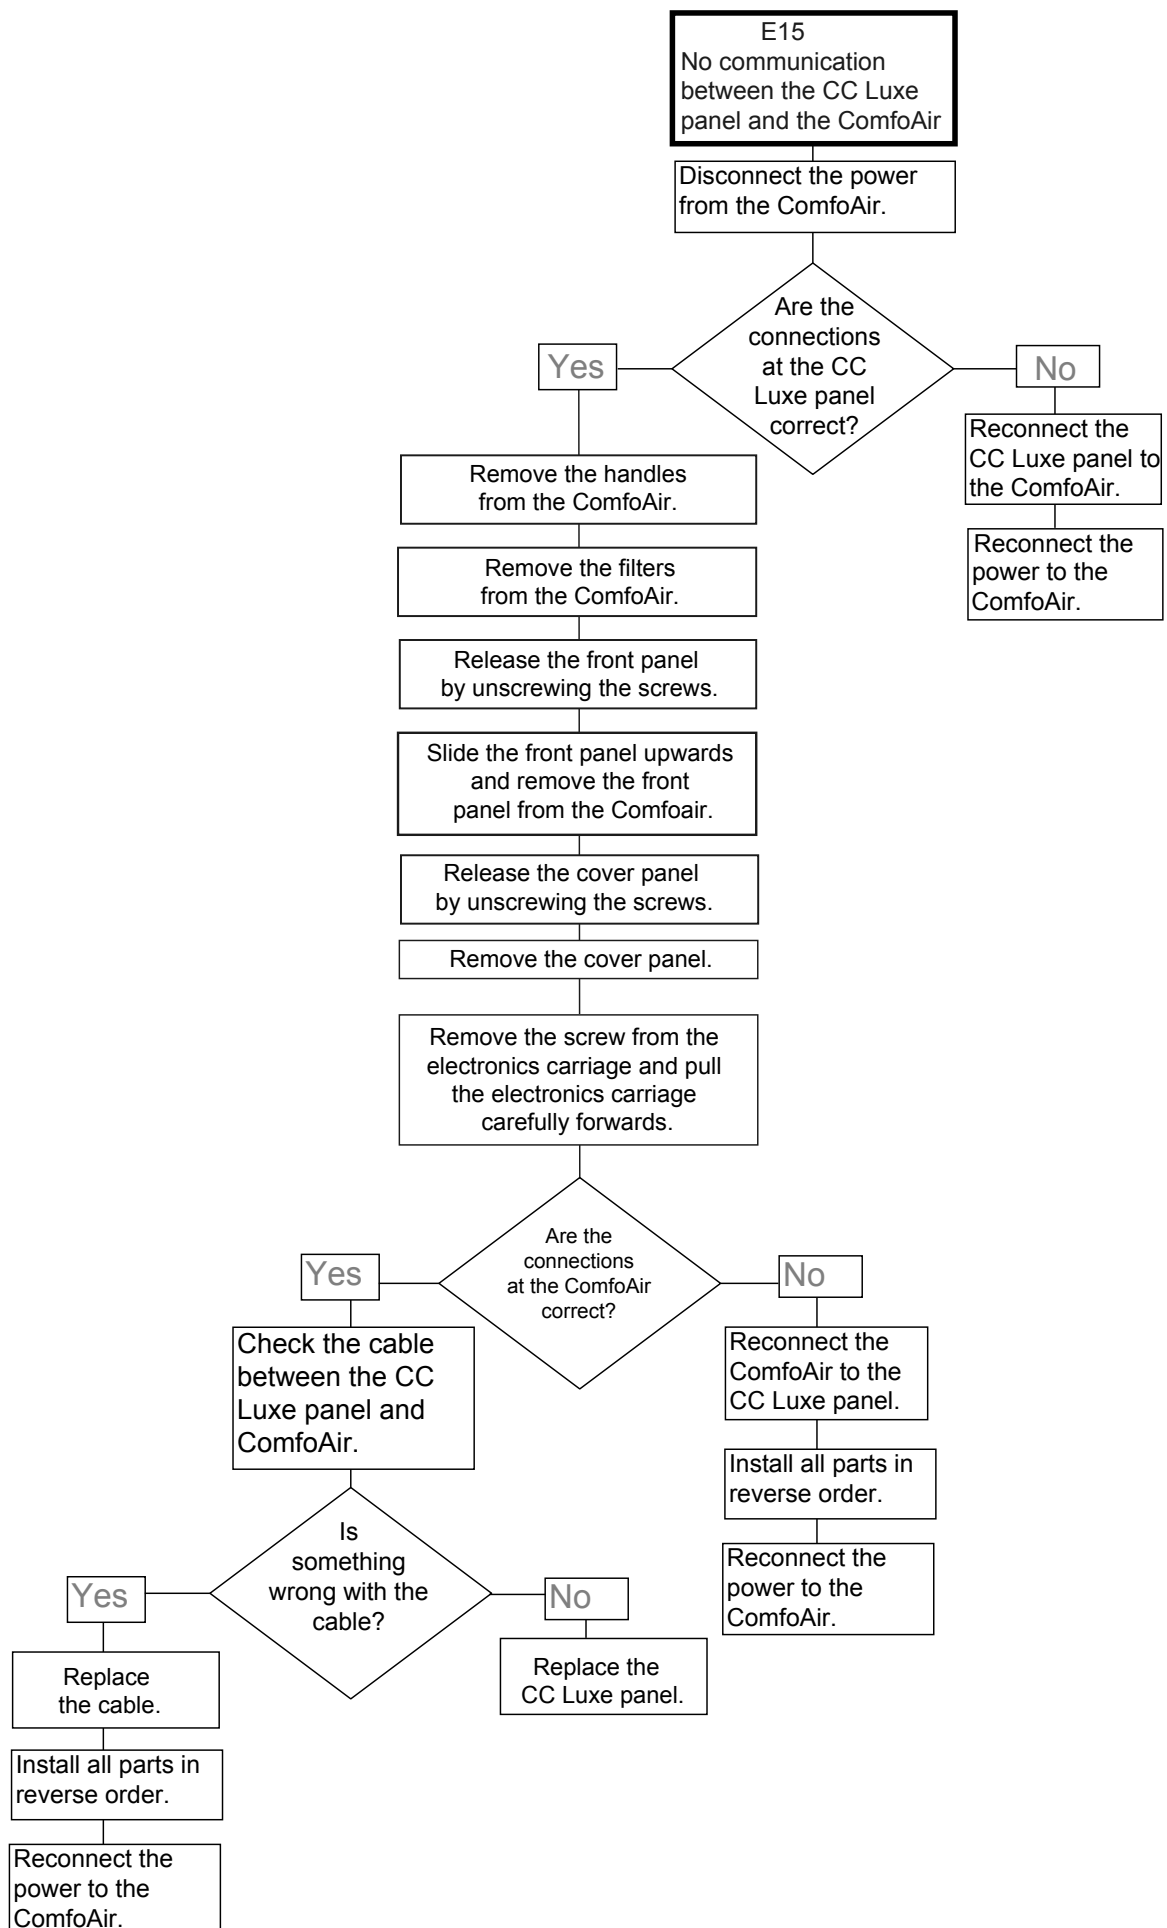 E15
No communication
between the CC Luxe
panel and the ComfoAir
Disconnect the power
from the ComfoAir.
Are the
connections
at the CC
Luxe panel
correct?
Yes
No
Reconnect the
CC Luxe panel to
the ComfoAir.
Reconnect the
power to the
ComfoAir.
Remove the handles
from the ComfoAir.
Remove the filters
from the ComfoAir.
Release the front panel
by unscrewing the screws.
Slide the front panel upwards
and remove the front
panel from the Comfoair.
Release the cover panel
by unscrewing the screws.
Remove the cover panel.
Remove the screw from the
electronics carriage and pull
the electronics carriage
carefully forwards.
Are the
connections
at the ComfoAir
correct?
Yes
No
Check the cable
between the CC
Luxe panel and
ComfoAir.
Reconnect the
ComfoAir to the
CC Luxe panel.
Install all parts in
reverse order.
Reconnect the
power to the
ComfoAir.
Is
something
wrong with the
cable?
Yes
No
Replace the
CC Luxe panel.
Replace
the cable.
Install all parts in
reverse order.
Reconnect the
power to the
ComfoAir.